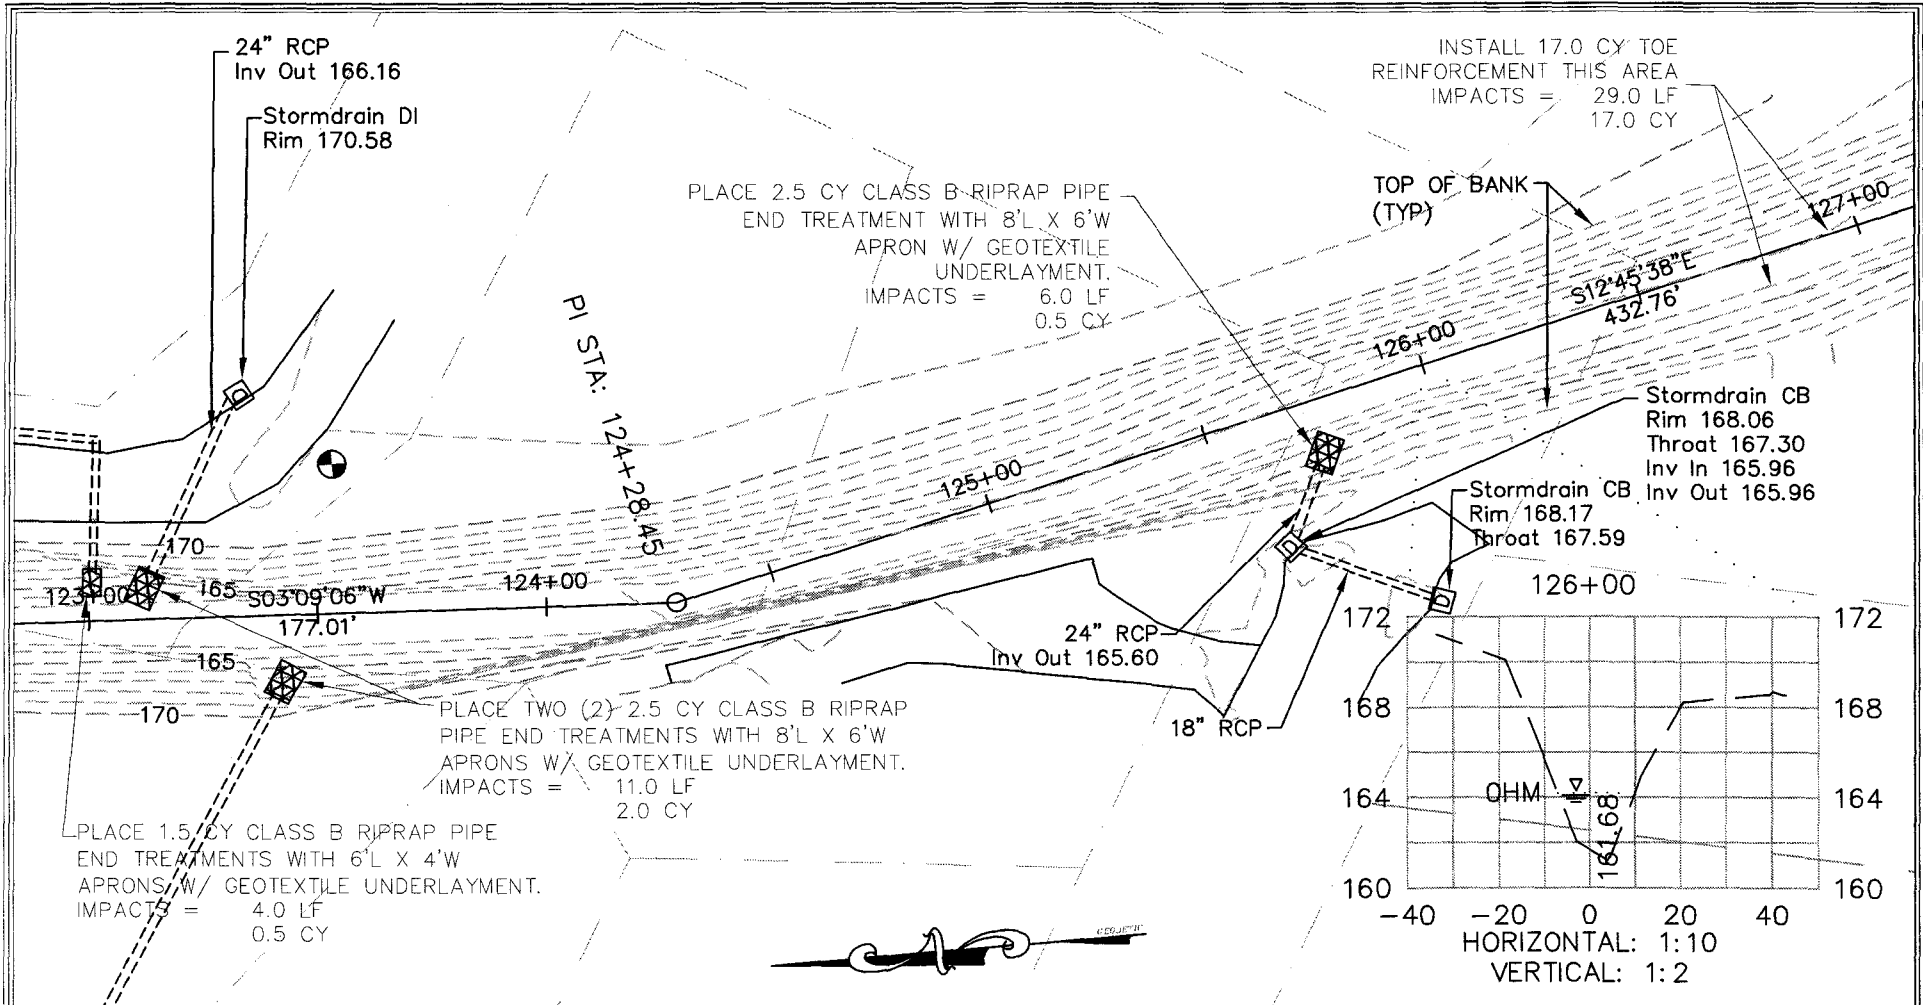 24" RCP
Inv Out 166.16
Stormdrain DI
Rim 170.58
INSTALL 17.0 CY TOE
REINFORCEMENT THIS AREA
IMPACTS = 29.0 LF
17.0 CY
PLACE 2.5 CY CLASS B RIPRAP PIPE
END TREATMENT WITH 8'L X 6'W
APRON W/ GEOTEXTILE
UNDERLAYMENT.
IMPACTS = 6.0 LF
0.5 CY
TOP OF BANK
(TYP)
127+00
S12°45'38"E
432.76'
126+00
125+00
PI STA: 124+28.45
124+00
123+00
S03°09'06"W
177.01'
170
165
165
170
Stormdrain CB
Rim 168.06
Throat 167.30
Inv In 165.96
Inv Out 165.96
Stormdrain CB
Rim 168.17
Throat 167.59
24" RCP
Inv Out 165.60
18" RCP
PLACE TWO (2) 2.5 CY CLASS B RIPRAP
PIPE END TREATMENTS WITH 8'L X 6'W
APRONS W/ GEOTEXTILE UNDERLAYMENT.
IMPACTS = 11.0 LF
2.0 CY
PLACE 1.5 CY CLASS B RIPRAP PIPE
END TREATMENTS WITH 6'L X 4'W
APRONS W/ GEOTEXTILE UNDERLAYMENT.
IMPACTS = 4.0 LF
0.5 CY
126+00
172 172
168 168
164 OHM 164
161.68
160 160
-40 -20 0 20 40
HORIZONTAL: 1:10
VERTICAL: 1:2